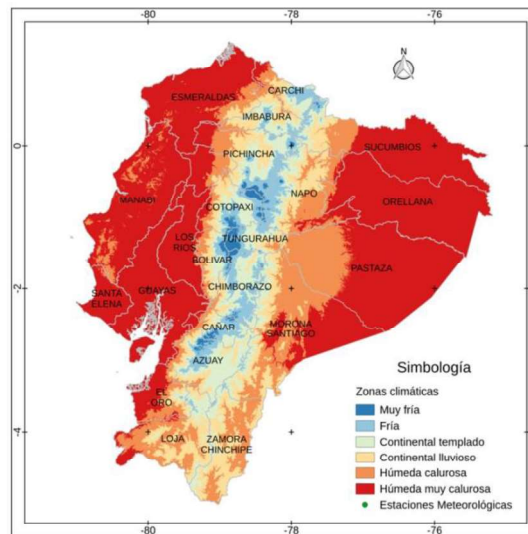 -80 -78 -76
N
CARCHI
ESMERALDAS
IMBABURA
0 PICHINCHA SUCUMBIOS 0
NAPO
MANABÍ COTOPAXI ORELLANA
LOS
RIOS TUNGURAHUA
BOLIVAR PASTAZA
SANTA
ELENA GUAYAS CHIMBORAZO
-2 -2
CAÑAR MORONA
SANTIAGO
AZUAY
EL
ORO
LOJA ZAMORA
CHINCHIPE
-4 -4
Simbología
Zonas climáticas
Muy fría
Fría
Continental templado
Continental lluvioso
Húmeda calurosa
Húmeda muy calurosa
Estaciones Meteorológicas
-80 -78 -76